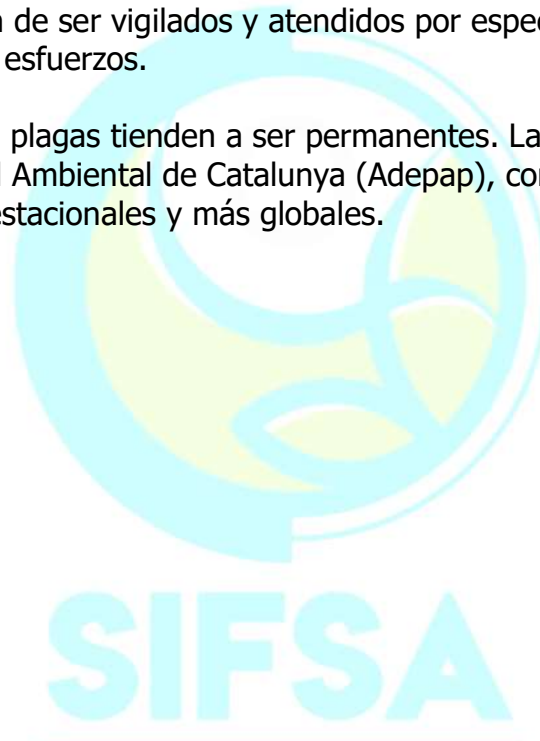 de ser vigilados y atendidos por espec
esfuerzos.
plagas tienden a ser permanentes. La
Ambiental de Catalunya (Adepap), co
estacionales y más globales.
SIFSA